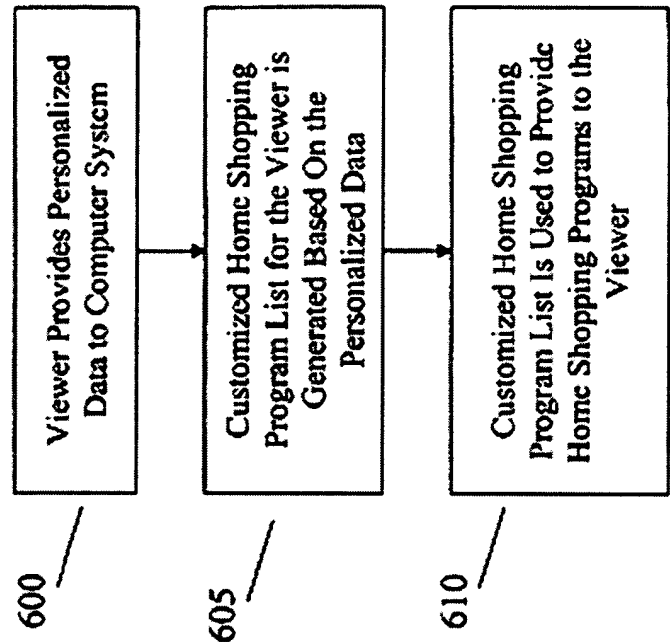 600
Viewer Provides Personalized
Data to Computer System
605
Customized Home Shopping
Program List for the Viewer is
Generated Based On the
Personalized Data
610
Customized Home Shopping
Program List Is Used to Provide
Home Shopping Programs to the
Viewer